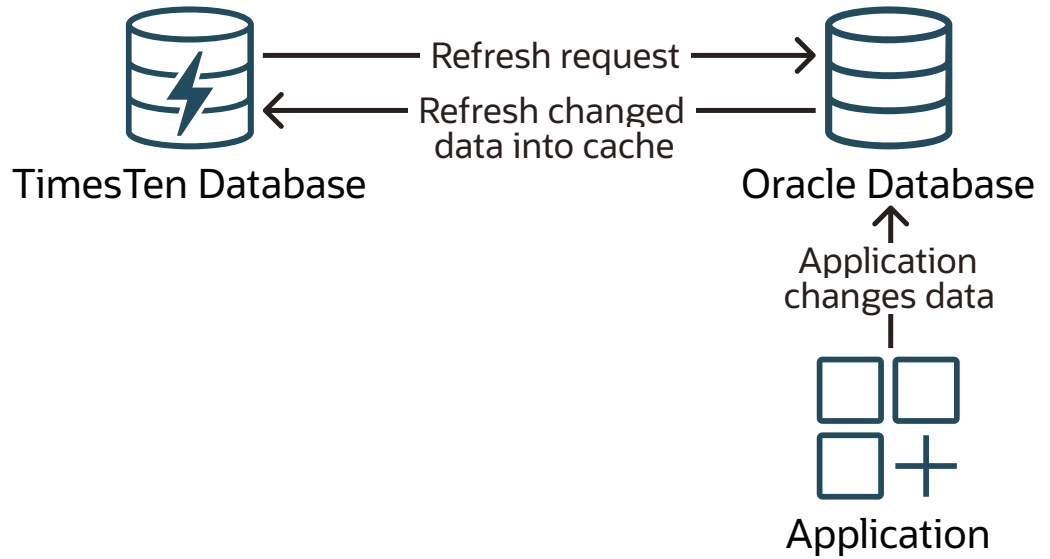 Refresh request
Refresh changed
data into cache
TimesTen Database
Oracle Database
Application
changes data
Application